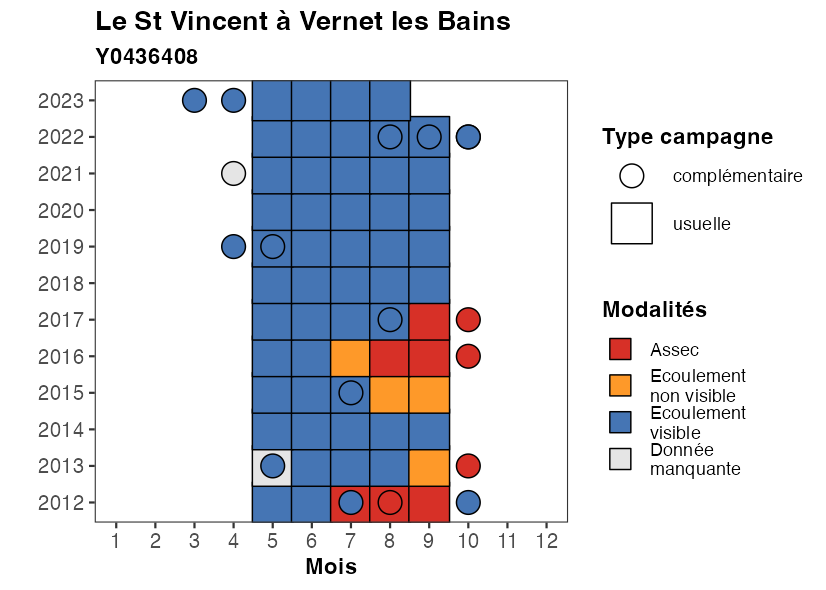 Le St Vincent à Vernet les Bains
Y0436408
2023
2022
2021
2020
2019
2018
2017
2016
2015
2014
2013
2012
1 2 3 4 5 6 7 8 9 10 11 12
Mois
Type campagne
complémentaire
usuelle
Modalités
Assec
Ecoulement
non visible
Ecoulement
visible
Donnée
manquante